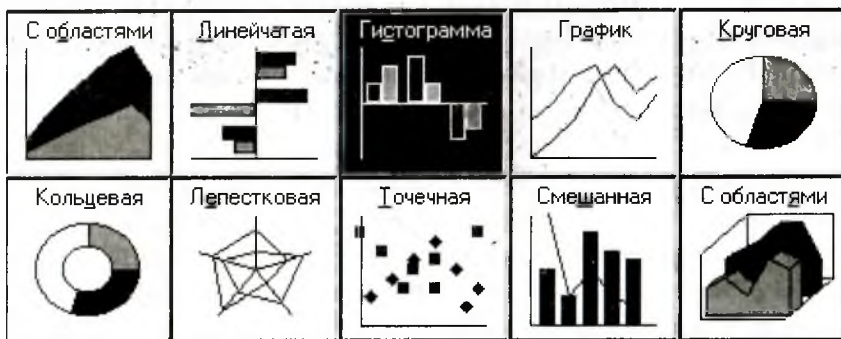 С областями Линейчатая Гистограмма График Круговая
Кольцевая Лепестковая Точечная Смешанная С областями